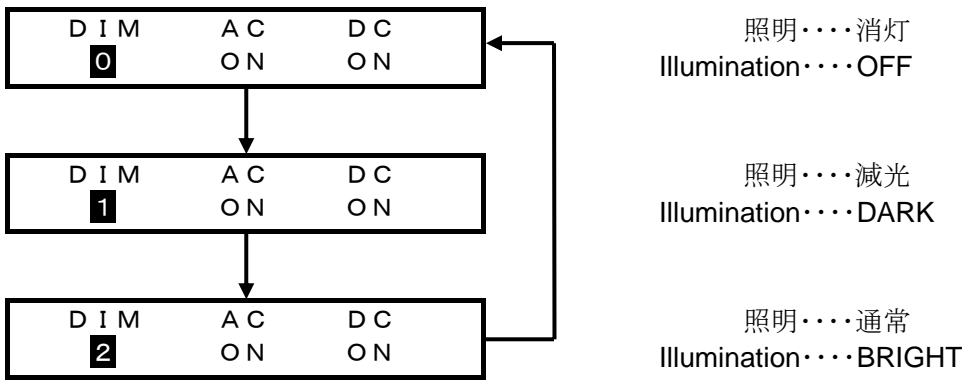 ＤＩＭ ＡＣ ＤＣ 照明････消灯
０ ＯＮ ＯＮ Illumination････OFF
ＤＩＭ ＡＣ ＤＣ 照明････減光
１ ＯＮ ＯＮ Illumination････DARK
ＤＩＭ ＡＣ ＤＣ 照明････通常
２ ＯＮ ＯＮ Illumination････BRIGHT